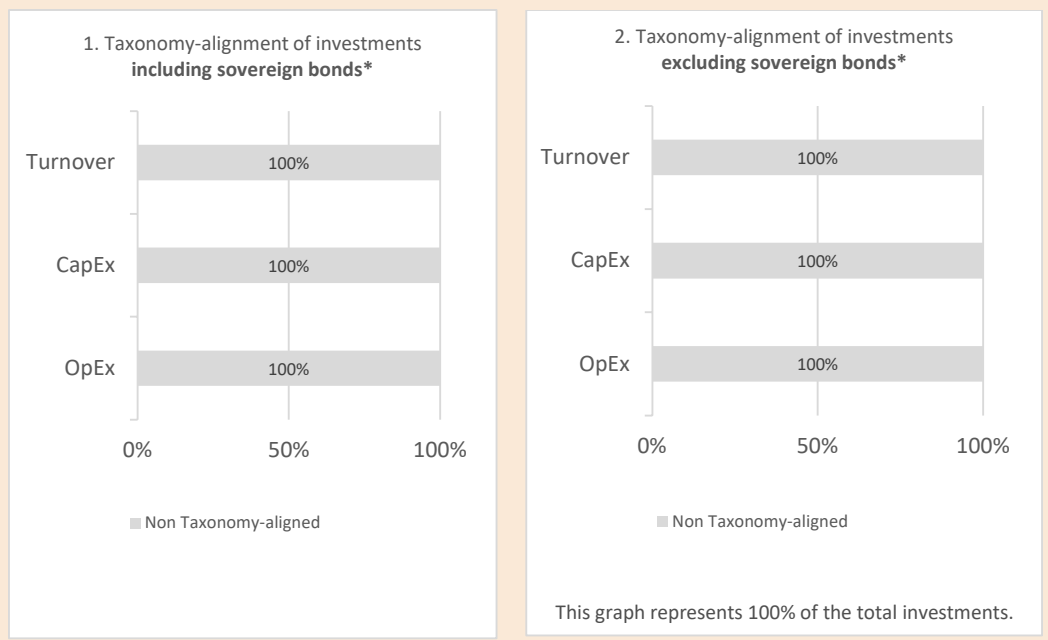 1. Taxonomy-alignment of investments
including sovereign bonds*
Turnover
100%
CapEx
100%
OpEx
100%
0%
50%
100%
Non Taxonomy-aligned
2. Taxonomy-alignment of investments
excluding sovereign bonds*
Turnover
100%
CapEx
100%
OpEx
100%
0%
50%
100%
Non Taxonomy-aligned
This graph represents 100% of the total investments.